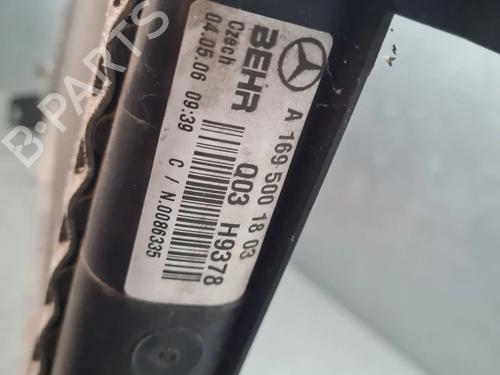 A 169 500 18 03
BEHR Q03 H9378
Czech
04.05.06 09:39 C / N.0086335
B-PARTS